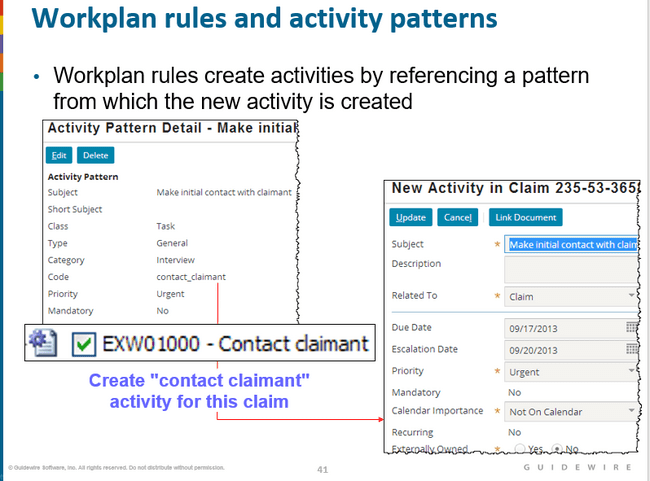 Workplan rules and activity patterns
• Workplan rules create activities by referencing a pattern
from which the new activity is created
Activity Pattern Detail - Make initial
Edit Delete
Activity Pattern
Subject Make initial contact with claimant
Short Subject
Class Task
Type General
Category Interview
Code contact_claimant
Priority Urgent
Mandatory No
EXW01000 - Contact claimant
Create "contact claimant"
activity for this claim
New Activity in Claim 235-53-365
Update Cancel Link Document
Subject * Make initial contact with claim
Description
Related To * Claim
Due Date 09/17/2013
Escalation Date 09/20/2013
Priority * Urgent
Mandatory No
Calendar Importance * Not On Calendar
Recurring No
Externally Owned * Yes No
© Guidewire Software, Inc. All rights reserved. Do not distribute without permission.
41
GUIDEWIRE